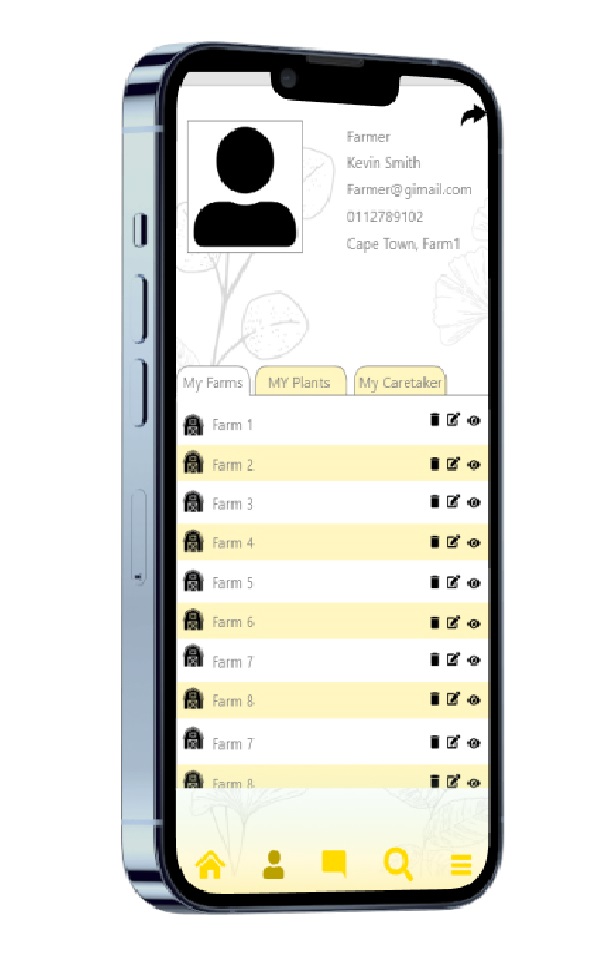 Farmer
Kevin Smith
Farmer@gimail.com
0112789102
Cape Town, Farm1
My Farms MY Plants My Caretaker
Farm 1
Farm 2
Farm 3
Farm 4
Farm 5
Farm 6
Farm 7
Farm 8
Farm 7
Farm 8